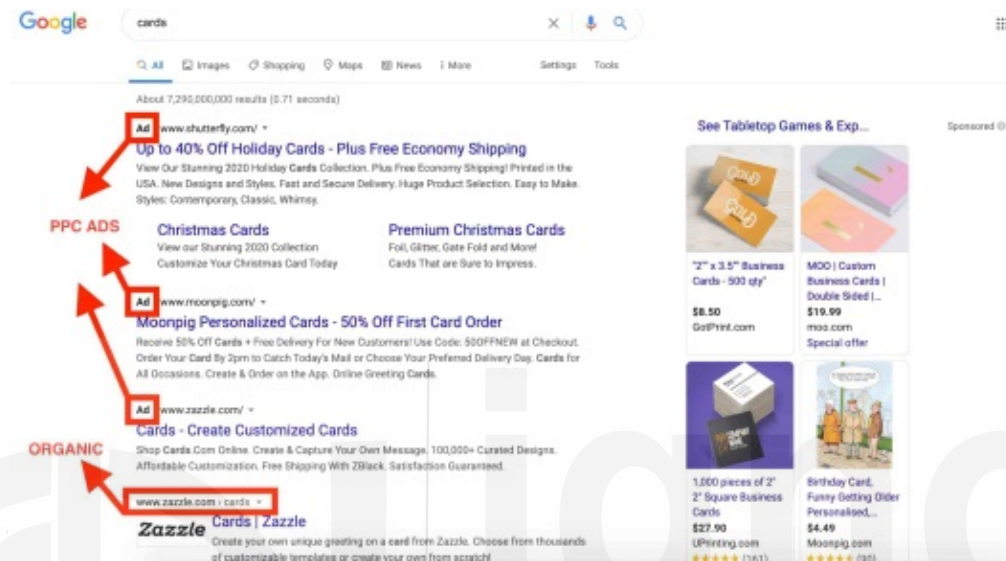 Google
cards
All Images Shopping Maps News More Settings Tools
About 7,290,000,000 results (0.71 seconds)
Ad www.shutterfly.com/
Up to 40% Off Holiday Cards - Plus Free Economy Shipping
View Our Stunning 2020 Holiday Cards Collection. Plus Free Economy Shipping! Printed in the
USA. New Designs and Styles. Fast and Secure Delivery. Huge Product Selection. Easy to Make.
Styles: Contemporary, Classic, Whimsy.
PPC ADS
Christmas Cards
View our Stunning 2020 Collection
Customize Your Christmas Card Today
Premium Christmas Cards
Foil, Glitter, Gate Fold and More!
Cards That are Sure to Impress.
Ad www.moonpig.com/
Moonpig Personalized Cards - 50% Off First Card Order
Receive 50% Off Cards + Free Delivery For New Customers! Use Code: 50OFFNEW at Checkout.
Order Your Card By 2pm to Catch Today's Mail or Choose Your Preferred Delivery Day. Cards for
All Occasions. Create & Order on the App. Online Greeting Cards.
Ad www.zazzle.com/
Cards - Create Customized Cards
Shop Cards.Com Online. Create & Capture Your Own Message. 100,000+ Curated Designs.
Affordable Customization. Free Shipping With ZBlack. Satisfaction Guaranteed.
ORGANIC
www.zazzle.com › cards
Zazzle
Cards | Zazzle
Create your own unique greeting on a card from Zazzle. Choose from thousands
of customizable templates or create your own from scratch!
See Tabletop Games & Exp...
Sponsored
GOLD
GOLD
"2"" x 3.5"" Business
Cards - 500 qty"
$8.50
GotPrint.com
MOO | Custom
Business Cards |
Double Sided |...
$19.99
moo.com
Special offer
1,000 pieces of 2"
2" Square Business
Cards
$27.90
UPrinting.com
(161)
Birthday Card,
Funny Getting Older
Personalised,...
$4.49
Moonpig.com
(90)